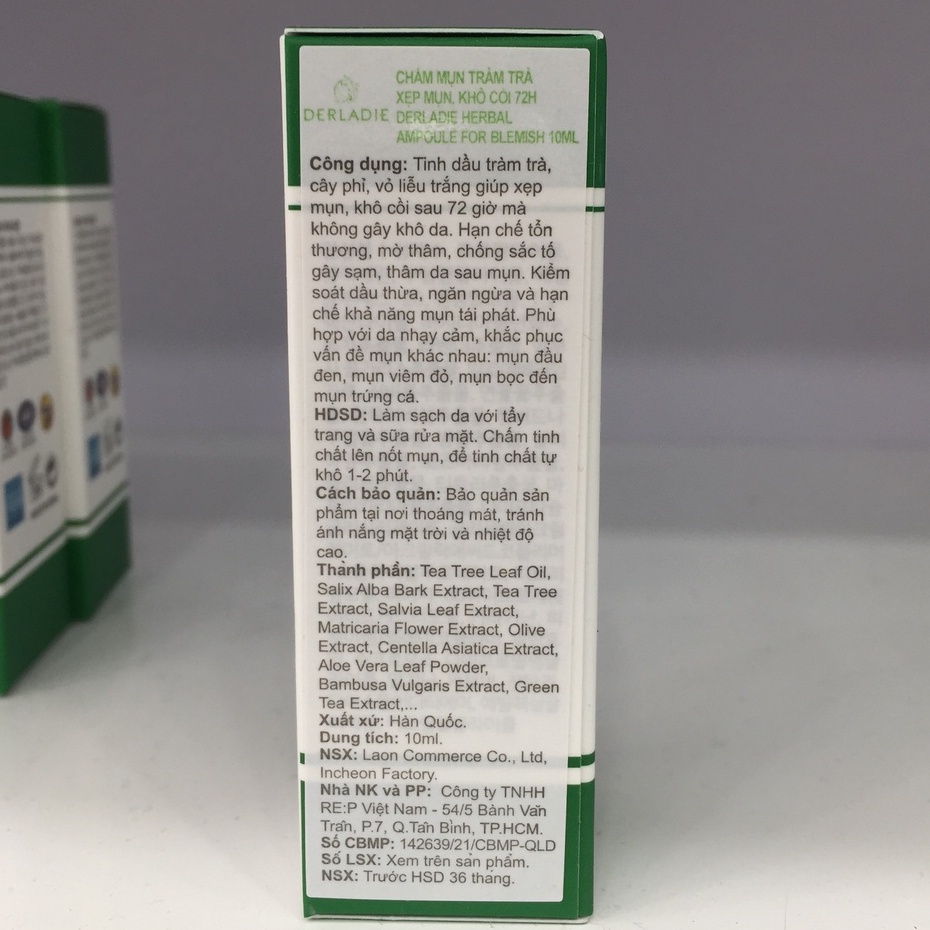 DERLADIE
CHẤM MỤN TRÀM TRÀ
XẸP MỤN, KHÔ CÒI 72H
DERLADIE HERBAL
AMPOULE FOR BLEMISH 10ML
Công dụng: Tinh dầu tràm trà,
cây phỉ, vỏ liễu trắng giúp xẹp
mụn, khô cồi sau 72 giờ mà
không gây khô da. Hạn chế tổn
thương, mờ thâm, chống sắc tố
gây sạm, thâm da sau mụn. Kiểm
soát dầu thừa, ngăn ngừa và hạn
chế khả năng mụn tái phát. Phù
hợp với da nhạy cảm, khắc phục
vấn đề mụn khác nhau: mụn đầu
đen, mụn viêm đỏ, mụn bọc đến
mụn trứng cá.
HDSD: Làm sạch da với tẩy
trang và sữa rửa mặt. Chấm tinh
chất lên nốt mụn, để tinh chất tự
khô 1-2 phút.
Cách bảo quản: Bảo quản sản
phẩm tại nơi thoáng mát, tránh
ánh nắng mặt trời và nhiệt độ
cao.
Thành phần: Tea Tree Leaf Oil,
Salix Alba Bark Extract, Tea Tree
Extract, Salvia Leaf Extract,
Matricaria Flower Extract, Olive
Extract, Centella Asiatica Extract,
Aloe Vera Leaf Powder,
Bambusa Vulgaris Extract, Green
Tea Extract,...
Xuất xứ: Hàn Quốc.
Dung tích: 10ml.
NSX: Laon Commerce Co., Ltd,
Incheon Factory.
Nhà NK và PP: Công ty TNHH
RE:P Việt Nam - 54/5 Bành Văn
Trân, P.7, Q.Tân Bình, TP.HCM.
Số CBMP: 142639/21/CBMP-QLD
Số LSX: Xem trên sản phẩm.
NSX: Trước HSD 36 tháng.